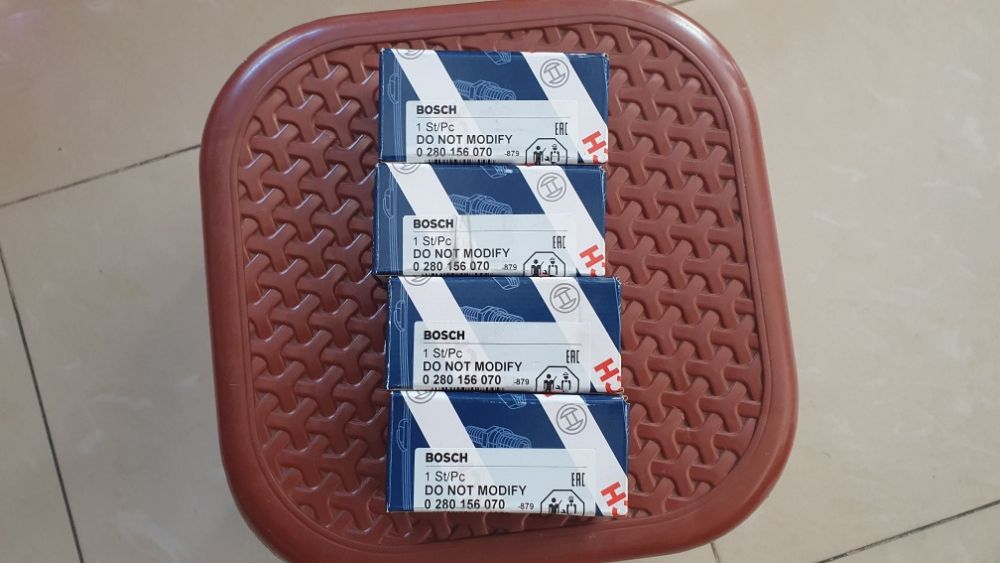 BOSCH
1 St/Pc
EAC
DO NOT MODIFY
0 280 156 070 -879
BOSCH
1 St/Pc
EAC
DO NOT MODIFY
0 280 156 070 -879
BOSCH
1 St/Pc
EAC
DO NOT MODIFY
0 280 156 070 -879
BOSCH
1 St/Pc
EAC
DO NOT MODIFY
0 280 156 070 -879